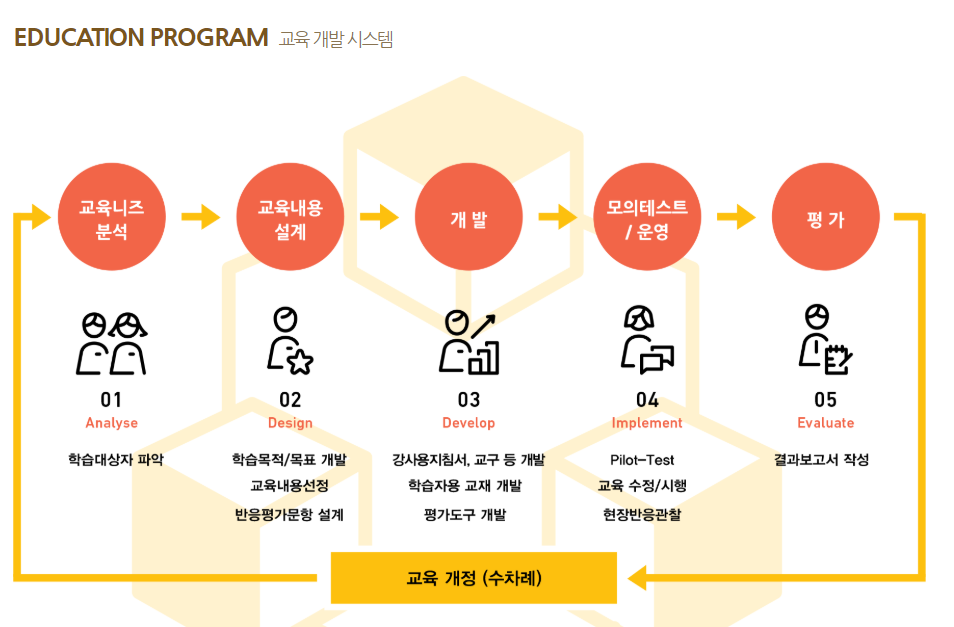 EDUCATION PROGRAM 교육 개발 시스템
교육니즈
분석
교육내용
설계
개 발
모의테스트
/ 운영
평 가
01
Analyse
학습대상자 파악
02
Design
학습목적/목표 개발
교육내용선정
반응평가문항 설계
03
Develop
강사용지침서, 교구 등 개발
학습자용 교재 개발
평가도구 개발
04
Implement
Pilot-Test
교육 수정/시행
현장반응관찰
05
Evaluate
결과보고서 작성
교육 개정 (수차례)